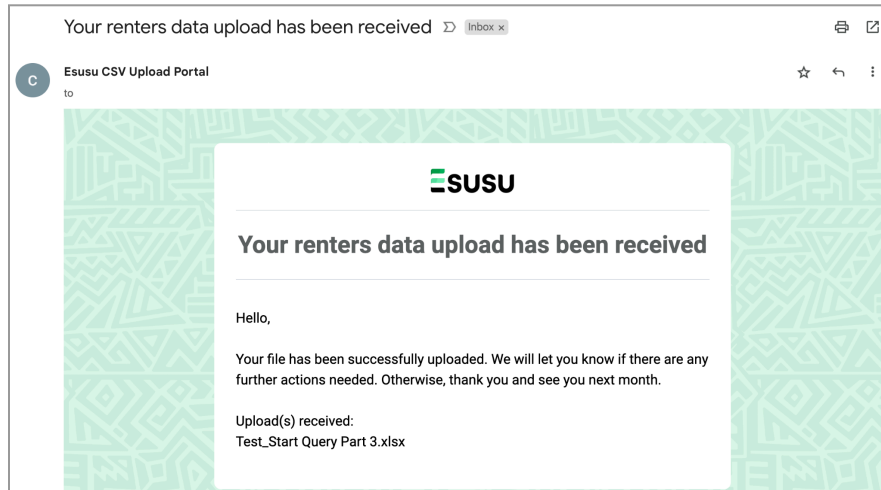 Your renters data upload has been received Inbox x
C
Esusu CSV Upload Portal
to
Esusu
Your renters data upload has been received
Hello,
Your file has been successfully uploaded. We will let you know if there are any
further actions needed. Otherwise, thank you and see you next month.
Upload(s) received:
Test_Start Query Part 3.xlsx